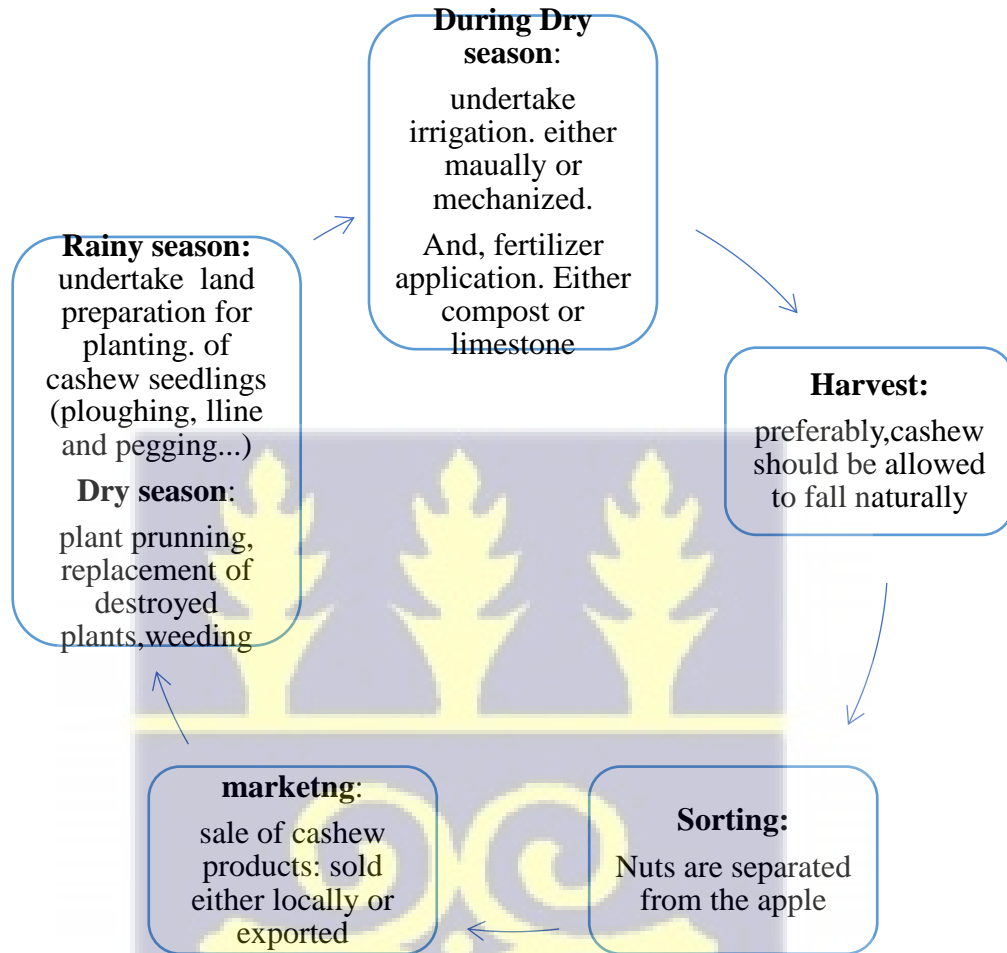 During Dry
season:
undertake
irrigation. either
maually or
mechanized.
And, fertilizer
application. Either
compost or
limestone
Harvest:
preferably,cashew
should be allowed
to fall naturally
Sorting:
Nuts are separated
from the apple
marketng:
sale of cashew
products: sold
either locally or
exported
Rainy season:
undertake land
preparation for
planting. of
cashew seedlings
(ploughing, lline
and pegging...)
Dry season:
plant prunning,
replacement of
destroyed
plants,weeding